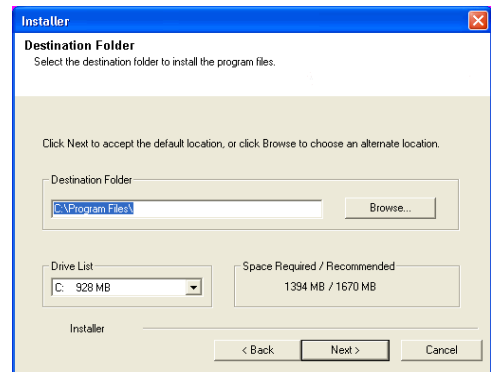 Installer
Destination Folder
Select the destination folder to install the program files.
Click Next to accept the default location, or click Browse to choose an alternate location.
Destination Folder
C:\Program Files\
Browse...
Drive List
Space Required / Recommended
C: 928 MB
1394 MB / 1670 MB
Installer
< Back
Next >
Cancel